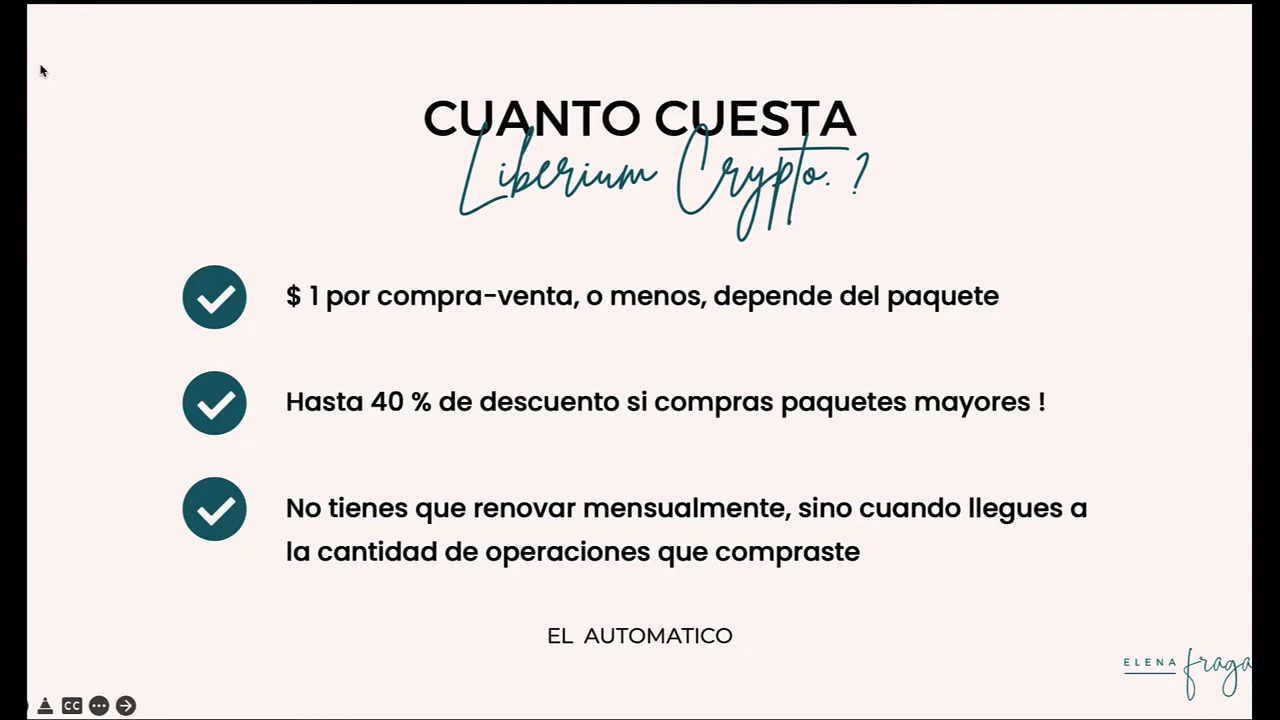 CUANTO CUESTA
Liberium Crypto. ?
$ 1 por compra-venta, o menos, depende del paquete
Hasta 40 % de descuento si compras paquetes mayores !
No tienes que renovar mensualmente, sino cuando llegues a
la cantidad de operaciones que compraste
EL AUTOMATICO
ELENA fraga
CC